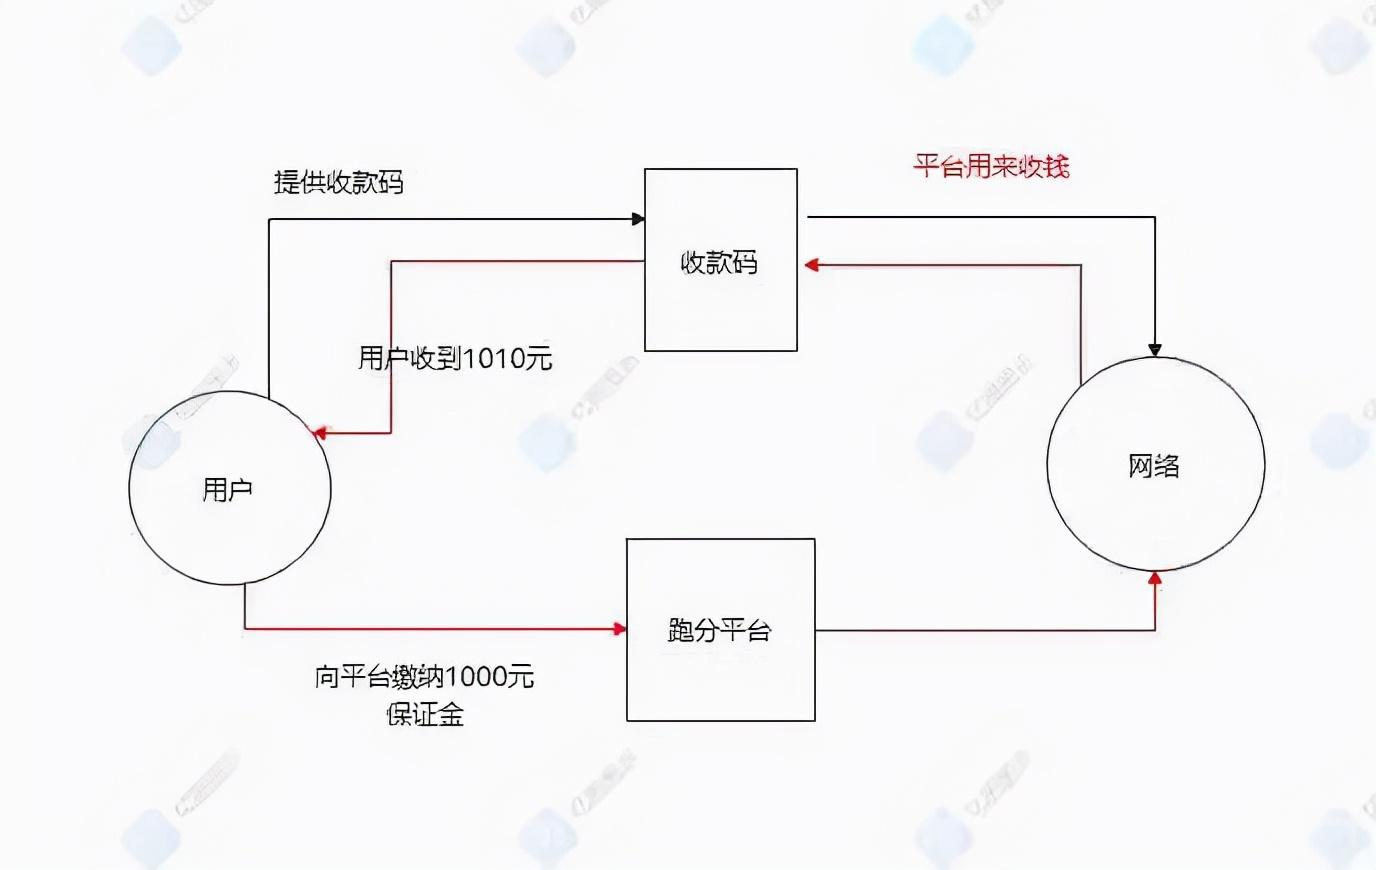 平台用来收钱
提供收款码
收款码
用户收到1010元
网络
用户
跑分平台
向平台缴纳1000元
保证金